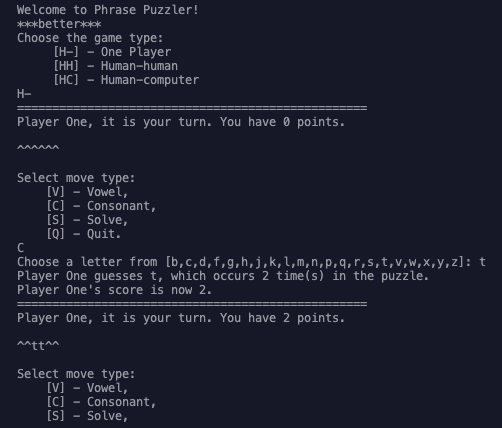 Welcome to Phrase Puzzler!
***better***
Choose the game type:
[H-] - One Player
[HH] - Human-human
[HC] - Human-computer
H-
==================================================
Player One, it is your turn. You have 0 points.
^^^^^^
Select move type:
[V] - Vowel,
[C] - Consonant,
[S] - Solve,
[Q] - Quit.
C
Choose a letter from [b,c,d,f,g,h,j,k,l,m,n,p,q,r,s,t,v,w,x,y,z]: t
Player One guesses t, which occurs 2 time(s) in the puzzle.
Player One's score is now 2.
==================================================
Player One, it is your turn. You have 2 points.
^^tt^^
Select move type:
[V] - Vowel,
[C] - Consonant,
[S] - Solve,